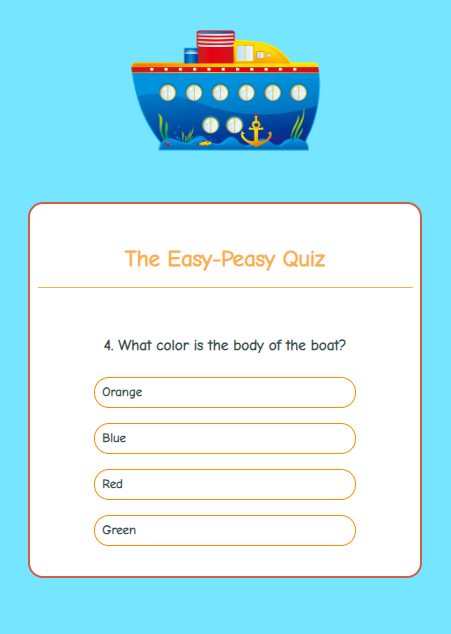 The Easy-Peasy Quiz
4. What color is the body of the boat?
Orange
Blue
Red
Green